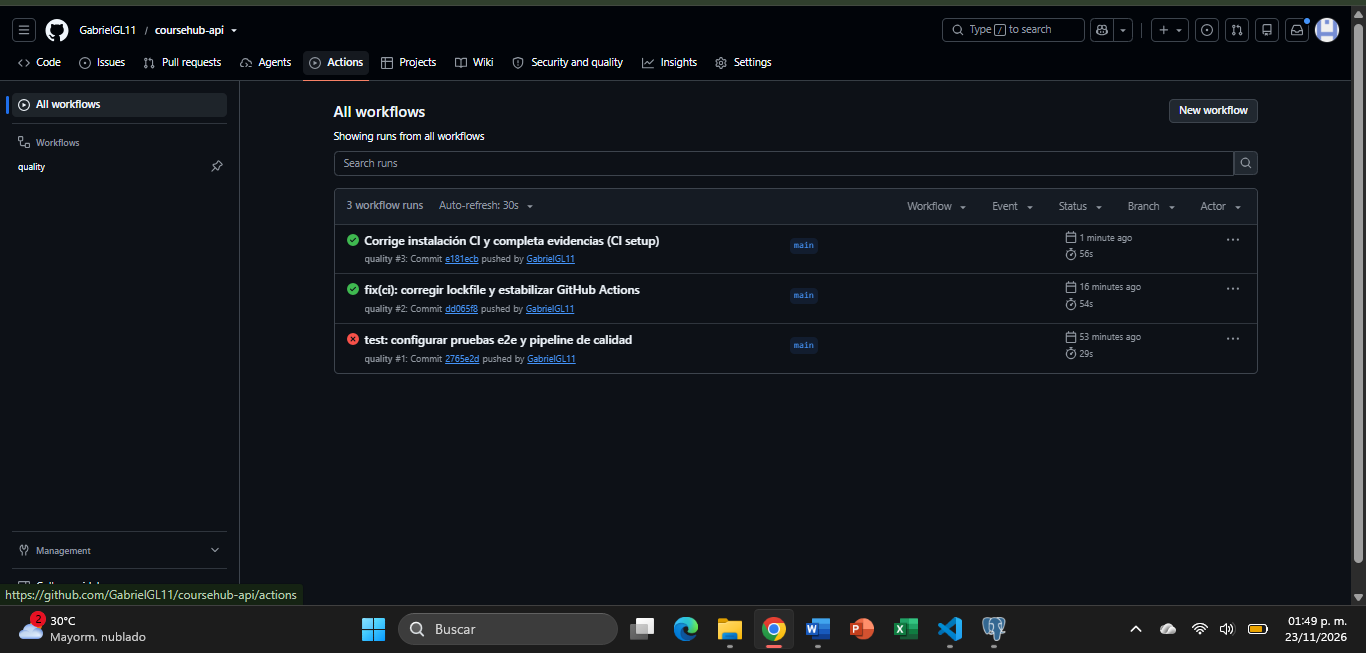 GabrielGL11 / coursehub-api
Type / to search
Code
Issues
Pull requests
Agents
Actions
Projects
Wiki
Security and quality
Insights
Settings
All workflows
Workflows
quality
Management
All workflows
New workflow
Showing runs from all workflows
Search runs
3 workflow runs
Auto-refresh: 30s
Workflow
Event
Status
Branch
Actor
Corrige instalación CI y completa evidencias (CI setup)
quality #3: Commit e181ecb pushed by GabrielGL11
main
1 minute ago
56s
fix(ci): corregir lockfile y estabilizar GitHub Actions
quality #2: Commit dd065f8 pushed by GabrielGL11
main
16 minutes ago
54s
test: configurar pruebas e2e y pipeline de calidad
quality #1: Commit 2765e2d pushed by GabrielGL11
main
53 minutes ago
29s
https://github.com/GabrielGL11/coursehub-api/actions
2
30°C
Mayorm. nublado
Buscar
01:49 p. m.
23/11/2026